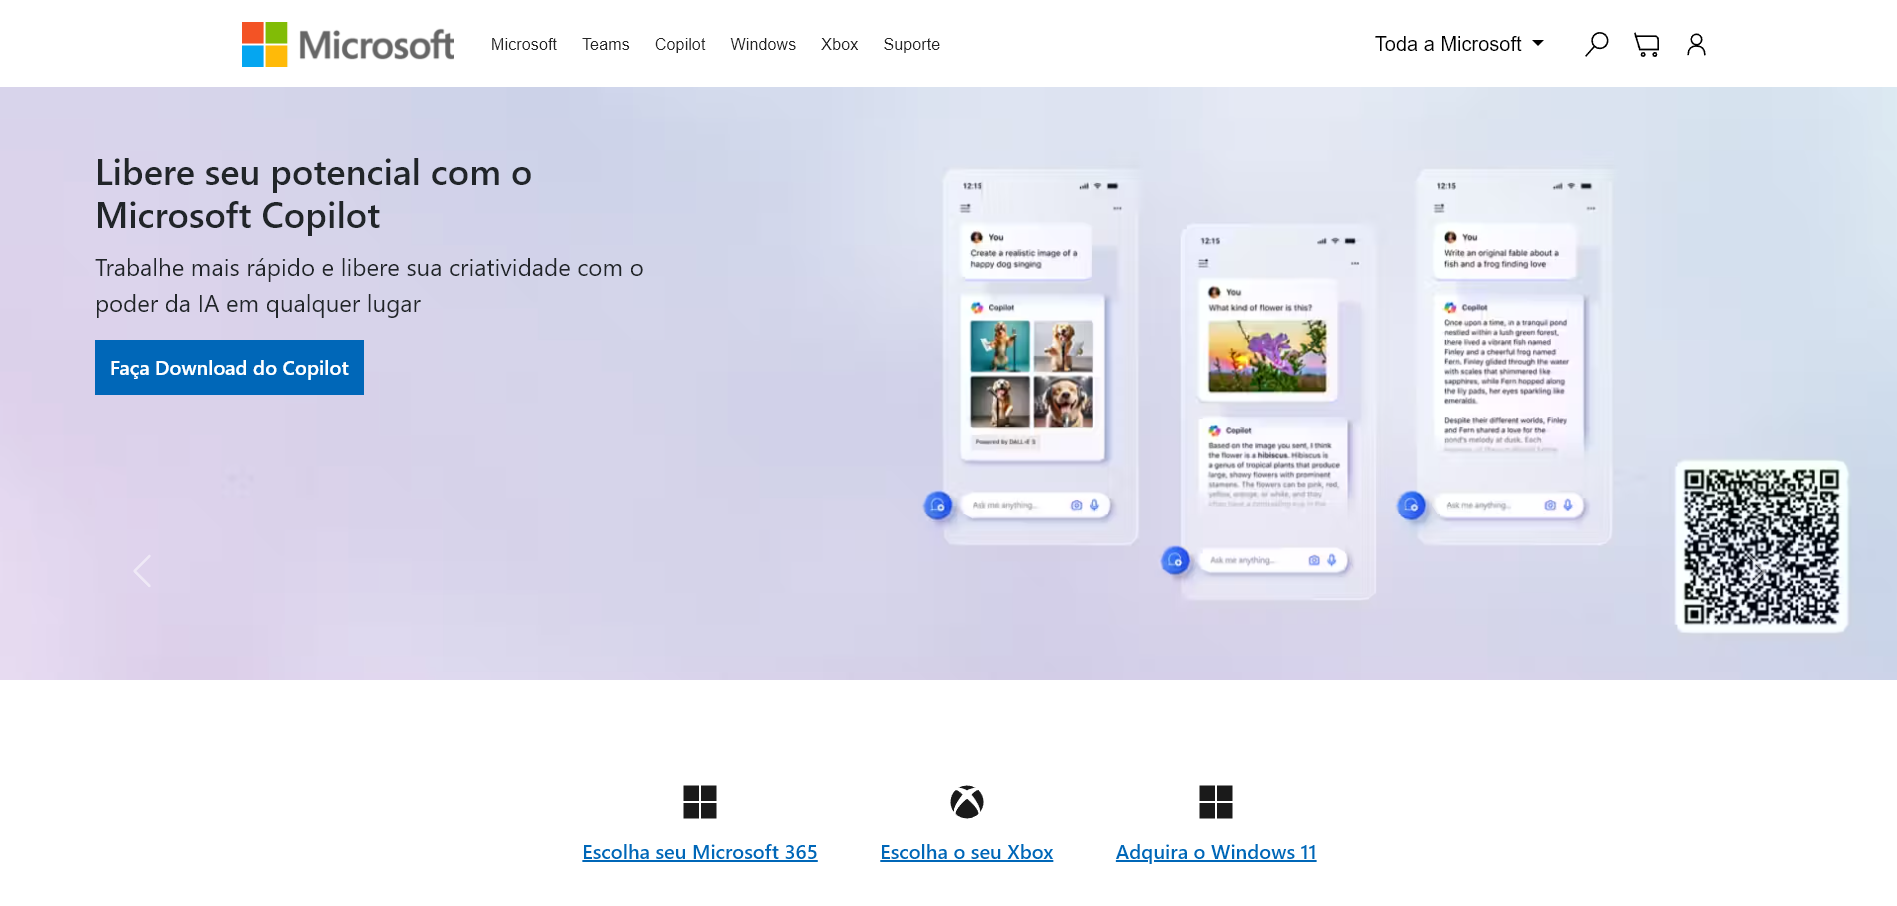 Microsoft
Microsoft Teams Copilot Windows Xbox Suporte
Toda a Microsoft
Libere seu potencial com o
Microsoft Copilot
Trabalhe mais rápido e libere sua criatividade com o
poder da IA em qualquer lugar
Faça Download do Copilot
12:15
You
Create a realistic image of a
happy dog singing
Copilot
Powered by DALL-E 3
Ask me anything...
12:15
You
What kind of flower is this?
Copilot
Based on the image you sent, I think
the flower is a hibiscus. Hibiscus is
a genus of tropical plants that produce
large, showy flowers with prominent
stamens. The flowers can be pink, red,
yellow, orange, or white, and they
often have a contrasting eye in the
Ask me anything...
12:15
You
Write an original fable about a
fish and a frog finding love
Copilot
Once upon a time, in a tranquil pond
nestled within a lush green forest,
there lived a vibrant fish named
Finley and a cheerful frog named
Fern. Finley glided through the water
with scales that shimmered like
sapphires, while Fern hopped along
the lily pads, her eyes sparkling like
emeralds.
Despite their different worlds, Finley
and Fern shared a love for the
pond's melody at dusk. Each
Ask me anything...
Escolha seu Microsoft 365
Escolha o seu Xbox
Adquira o Windows 11